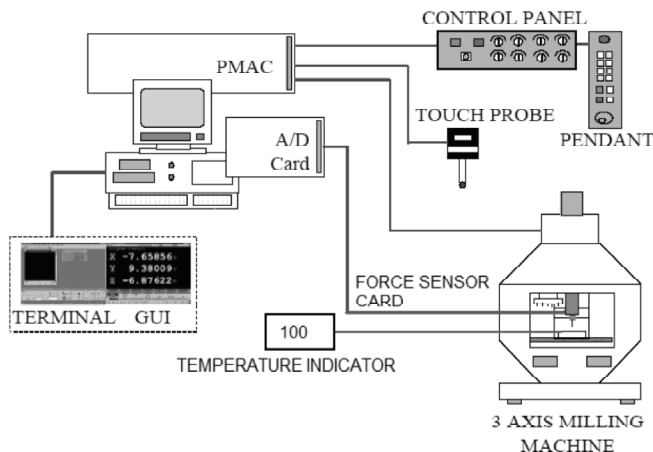 CONTROL PANEL
PMAC
TOUCH PROBE
PENDANT
A/D
Card
X -7.65856
Y 9.38009
Z -6.87622
TERMINAL GUI
FORCE SENSOR
CARD
100
TEMPERATURE INDICATOR
3 AXIS MILLING
MACHINE